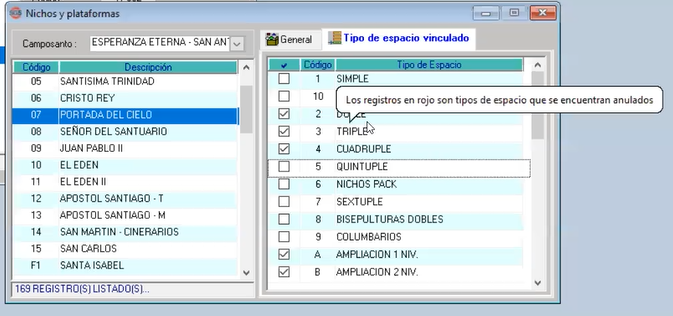 Nichos y plataformas
Camposanto : ESPERANZA ETERNA - SAN ANT
General
Tipo de espacio vinculado
Código Descripción
05 SANTISIMA TRINIDAD
06 CRISTO REY
07 PORTADA DEL CIELO
08 SEÑOR DEL SANTUARIO
09 JUAN PABLO II
10 EL EDEN
11 EL EDEN II
12 APOSTOL SANTIAGO - T
13 APOSTOL SANTIAGO - M
14 SAN MARTIN - CINERARIOS
15 SAN CARLOS
F1 SANTA ISABEL
169 REGISTRO(S) LISTADO(S)...
Código Tipo de Espacio
1 SIMPLE
10
Los registros en rojo son tipos de espacio que se encuentran anulados
2
3 TRIPLE
4 CUADRUPLE
5 QUINTUPLE
6 NICHOS PACK
7 SEXTUPLE
8 BISEPULTURAS DOBLES
9 COLUMBARIOS
A AMPLIACION 1 NIV.
B AMPLIACION 2 NIV.